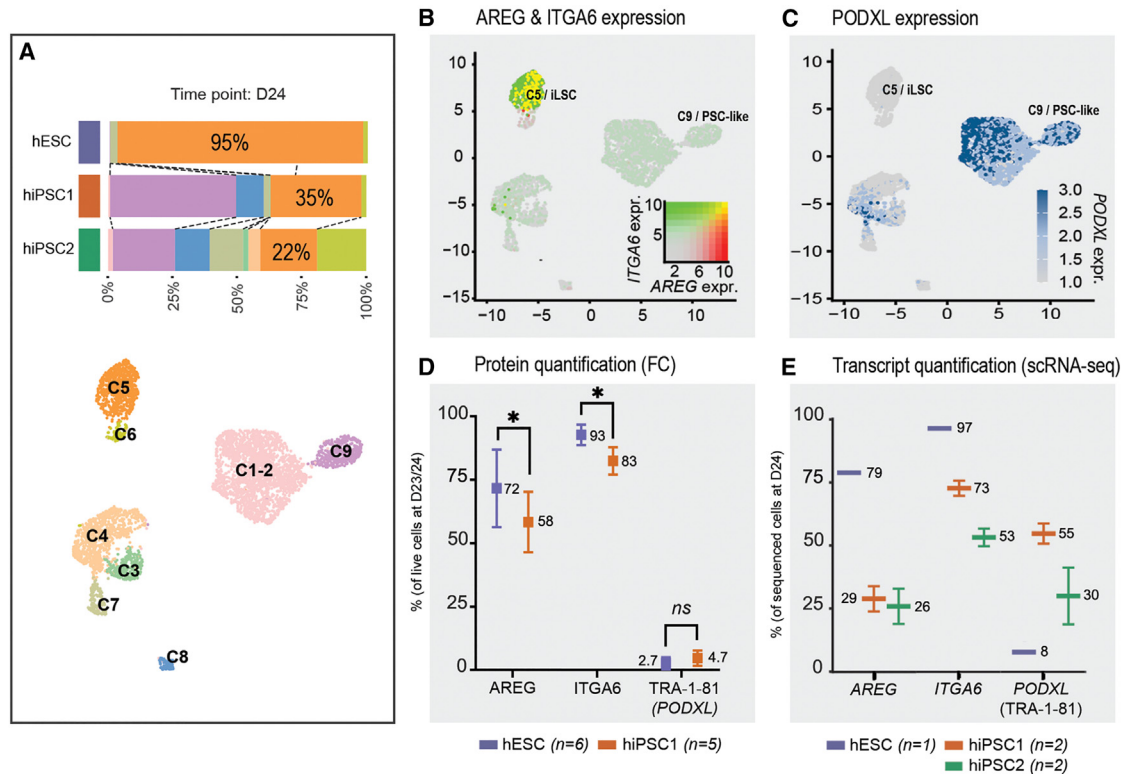 A
Time point: D24
hESC
95%
hiPSC1
35%
hiPSC2
22%
0%
25%
50%
75%
100%
C5
C6
C1-2
C9
C4
C3
C7
C8
B
AREG & ITGA6 expression
10
5
0
−5
−10
−15
−10
−5
0
5
10
C5 / iLSC
C9 / PSC-like
ITGA6 expr.
10
5
2
6
10
AREG expr.
C
PODXL expression
10
5
0
−5
−10
−15
−10
−5
0
5
10
C5 / iLSC
C9 / PSC-like
3.0
2.5
2.0
1.5
1.0
PODXL expr.
D
Protein quantification (FC)
% (of live cells at D23/24)
100
75
50
25
0
*
72
58
*
93
83
ns
2.7
4.7
AREG
ITGA6
TRA-1-81
(PODXL)
hESC (n=6)
hiPSC1 (n=5)
E
Transcript quantification (scRNA-seq)
% (of sequenced cells at D24)
100
75
50
25
0
79
29
26
97
73
53
8
55
30
AREG
ITGA6
PODXL
(TRA-1-81)
hESC (n=1)
hiPSC1 (n=2)
hiPSC2 (n=2)